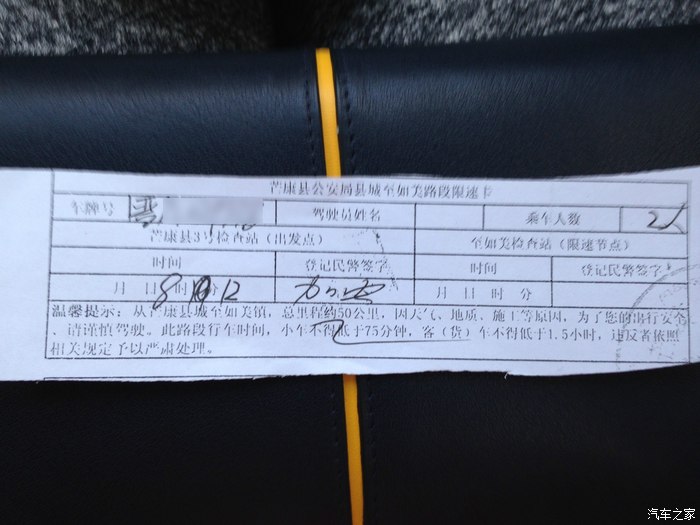 芒康县公安局县城至如美路段限速卡
车牌号 驾驶员姓名 乘车人数 2人
芒康县3号检查站（出发点） 至如美检查站（限速节点）
时间 登记民警签字 时间 登记民警签字
月 日 时 分 月 日 时 分
8 12
温馨提示：从芒康县城至如美镇，总里程约50公里，因天气、地质、施工等原因，为了您的出行安全
、请谨慎驾驶。此路段行车时间，小车不得低于75分钟，客（货）车不得低于1.5小时，违反者依照
相关规定予以严肃处理。
汽车之家